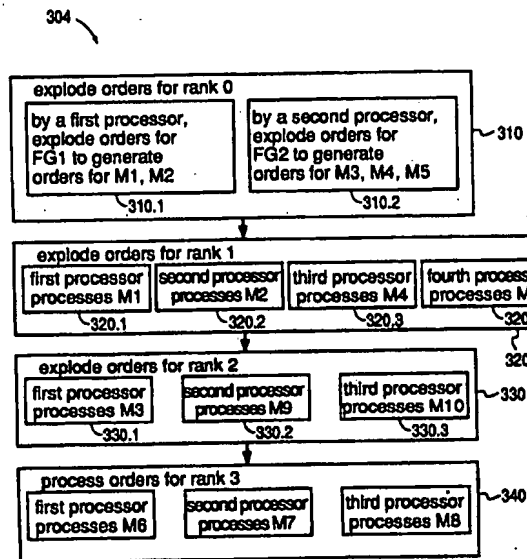 304
explode orders for rank 0
by a first processor,
explode orders for
FG1 to generate
orders for M1, M2
310.1
by a second processor,
explode orders for
FG2 to generate
orders for M3, M4, M5
310.2
310
explode orders for rank 1
first processor
processes M1
320.1
second processor
processes M2
320.2
third processor
processes M4
320.3
fourth process
processes M
320
320
explode orders for rank 2
first processor
processes M3
330.1
second processor
processes M9
330.2
third processor
processes M10
330.3
330
process orders for rank 3
first processor
processes M6
second processor
processes M7
third processor
processes M8
340